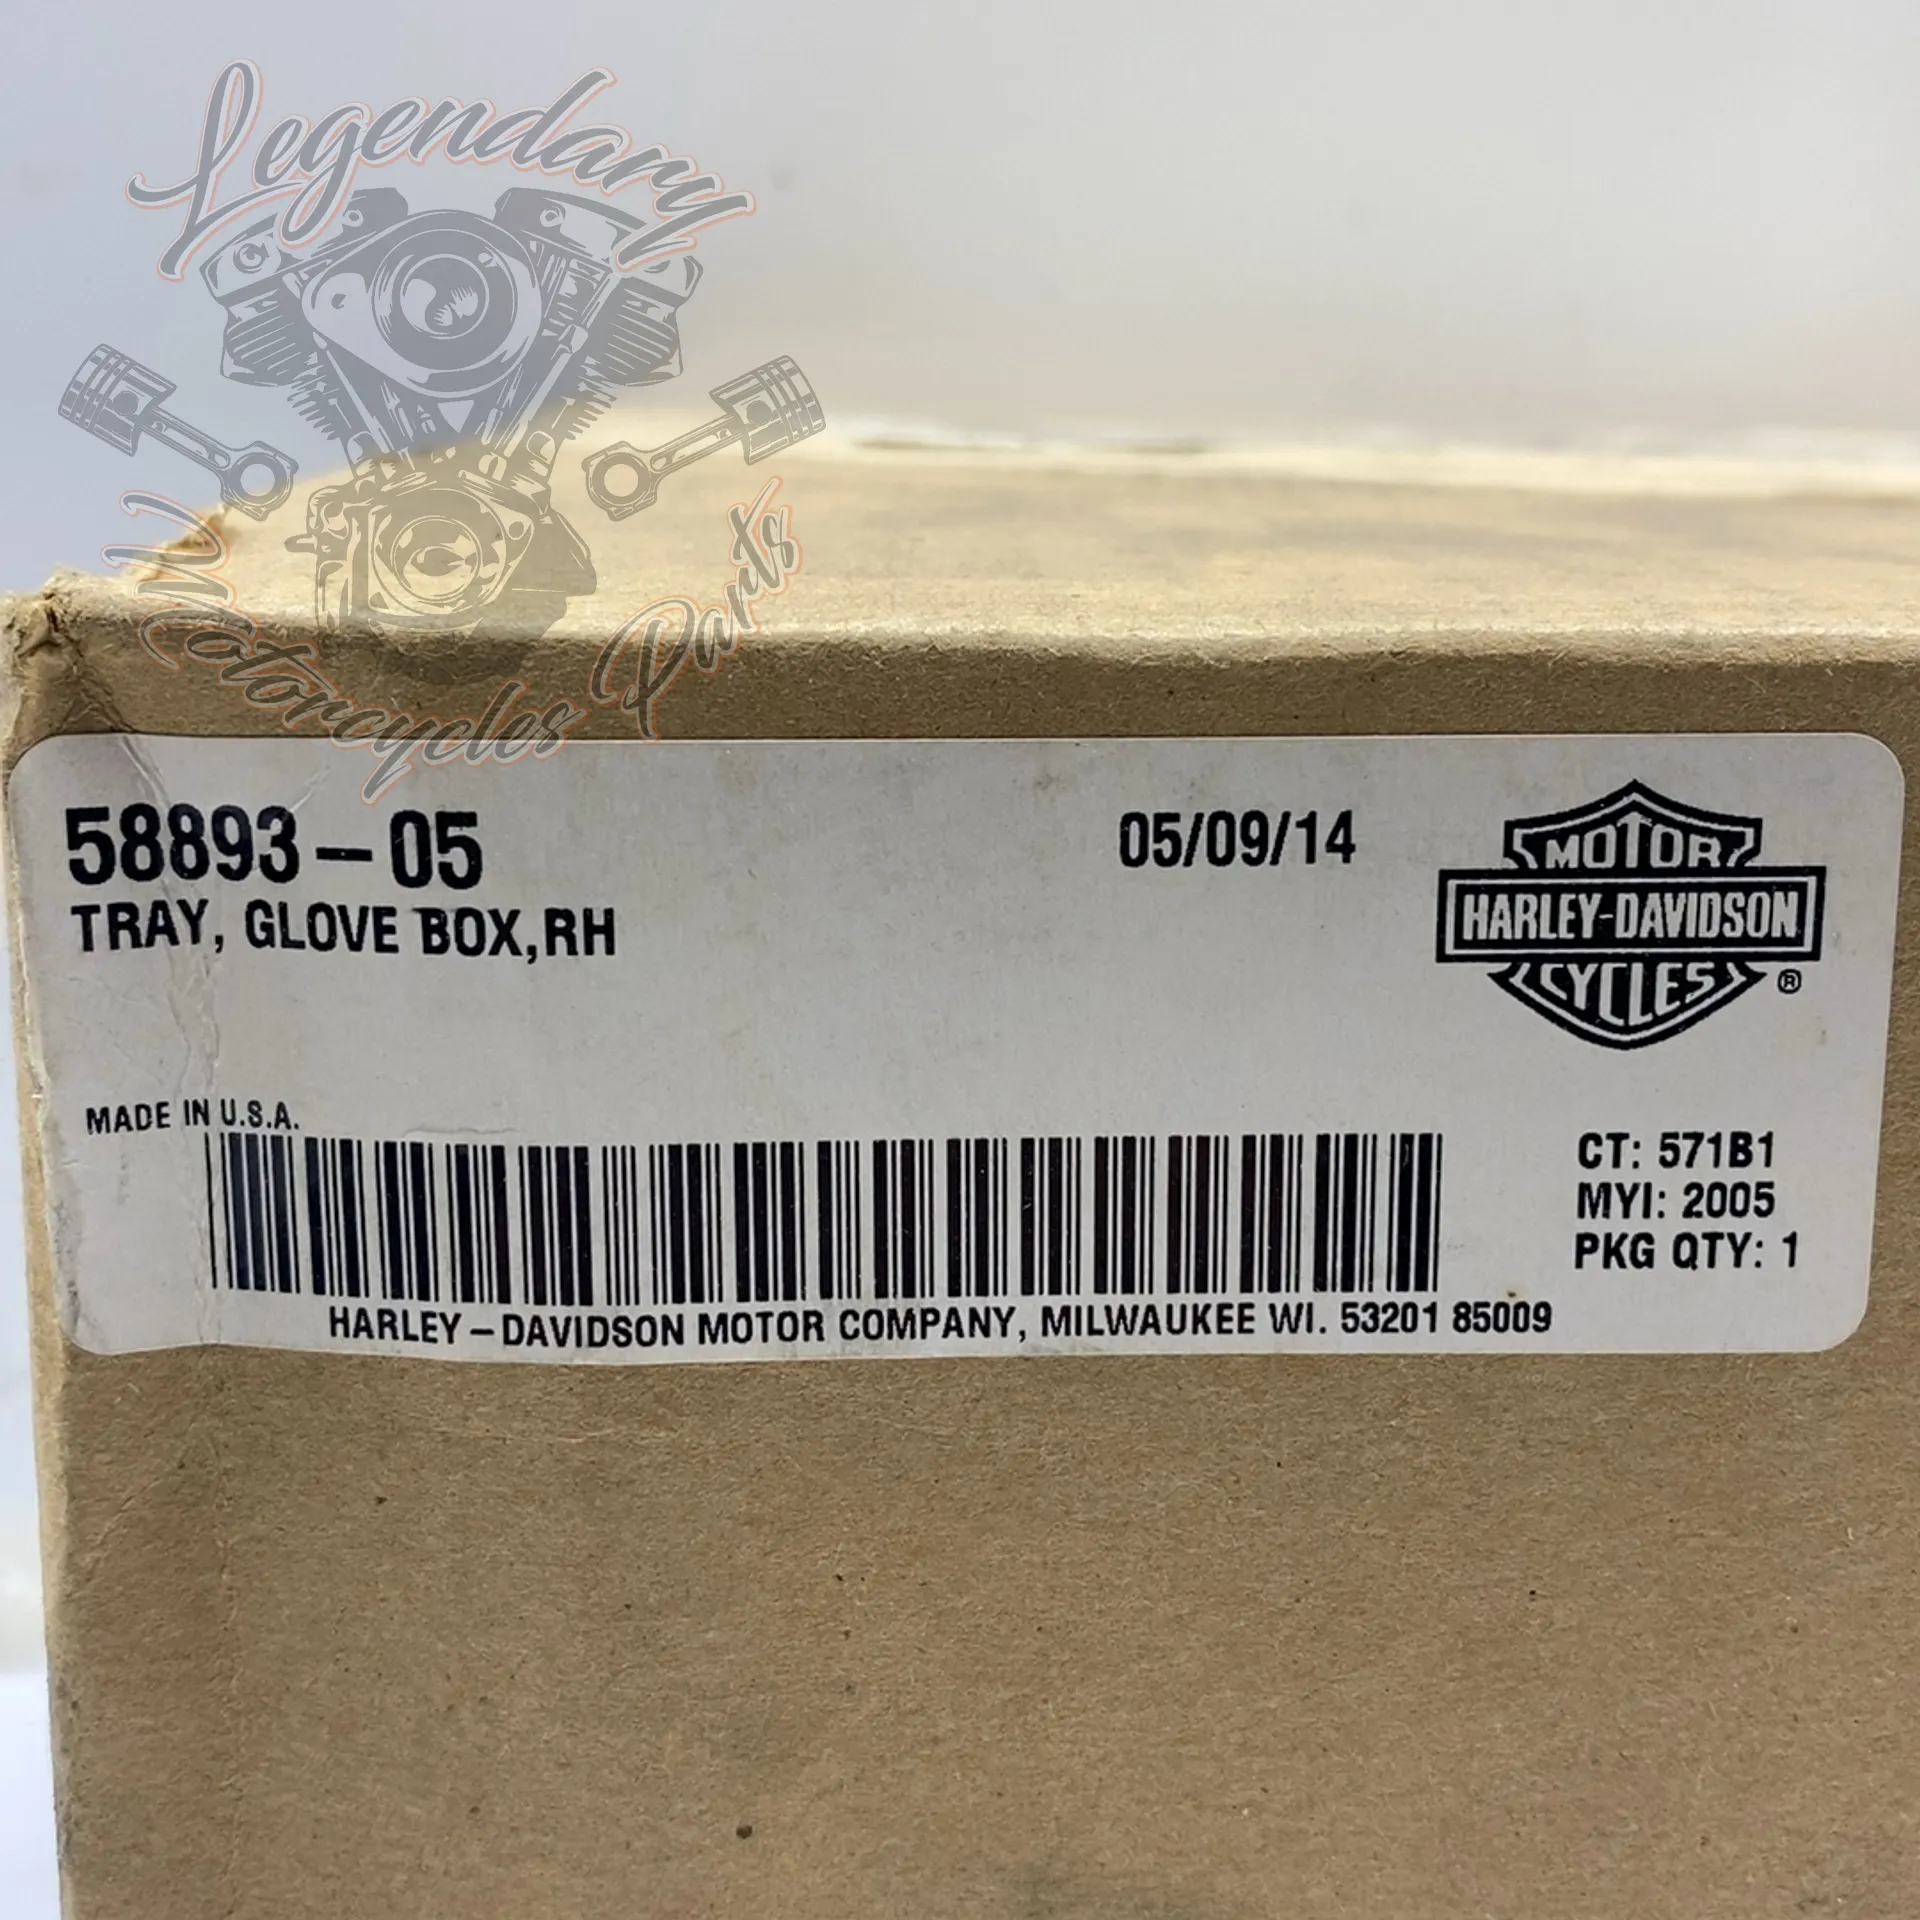 Legendary
Motorcycles Parts
58893-05
05/09/14
TRAY, GLOVE BOX,RH
MOTOR
HARLEY-DAVIDSON
CYCLES
®
MADE IN U.S.A.
CT: 571B1
MYI: 2005
PKG QTY: 1
HARLEY-DAVIDSON MOTOR COMPANY, MILWAUKEE WI. 53201 85009